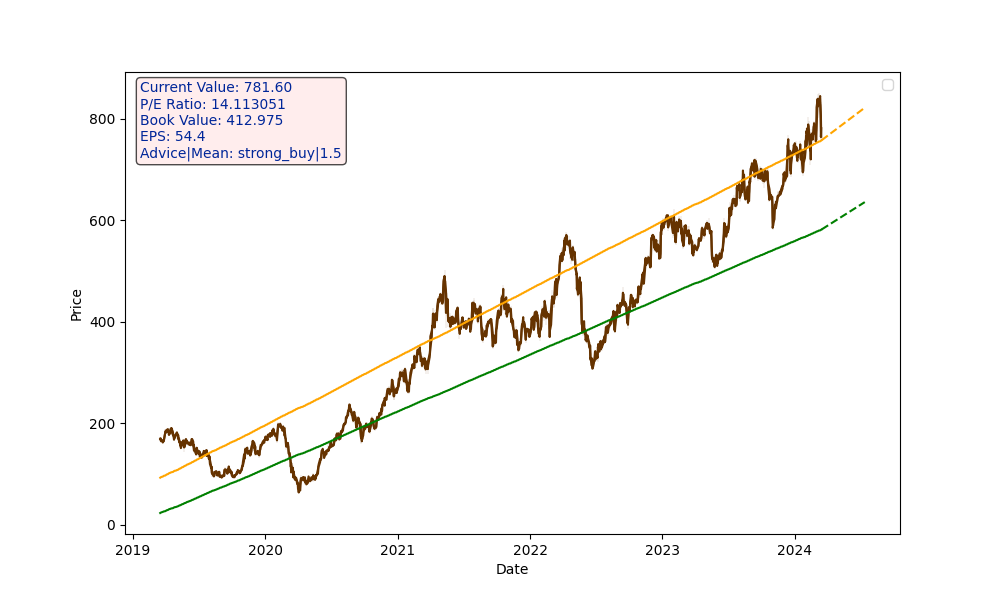 Current Value: 781.60
P/E Ratio: 14.113051
Book Value: 412.975
EPS: 54.4
Advice|Mean: strong_buy|1.5
800
600
400
200
0
Price
2019 2020 2021 2022 2023 2024
Date